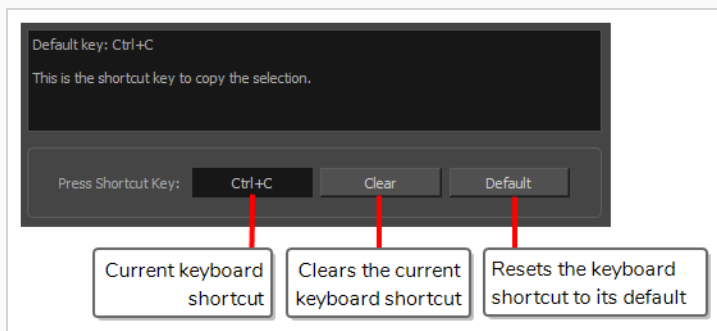 Default key: Ctrl+C
This is the shortcut key to copy the selection.
Press Shortcut Key: Ctrl+C Clear Default
Current keyboard
shortcut
Clears the current
keyboard shortcut
Resets the keyboard
shortcut to its default